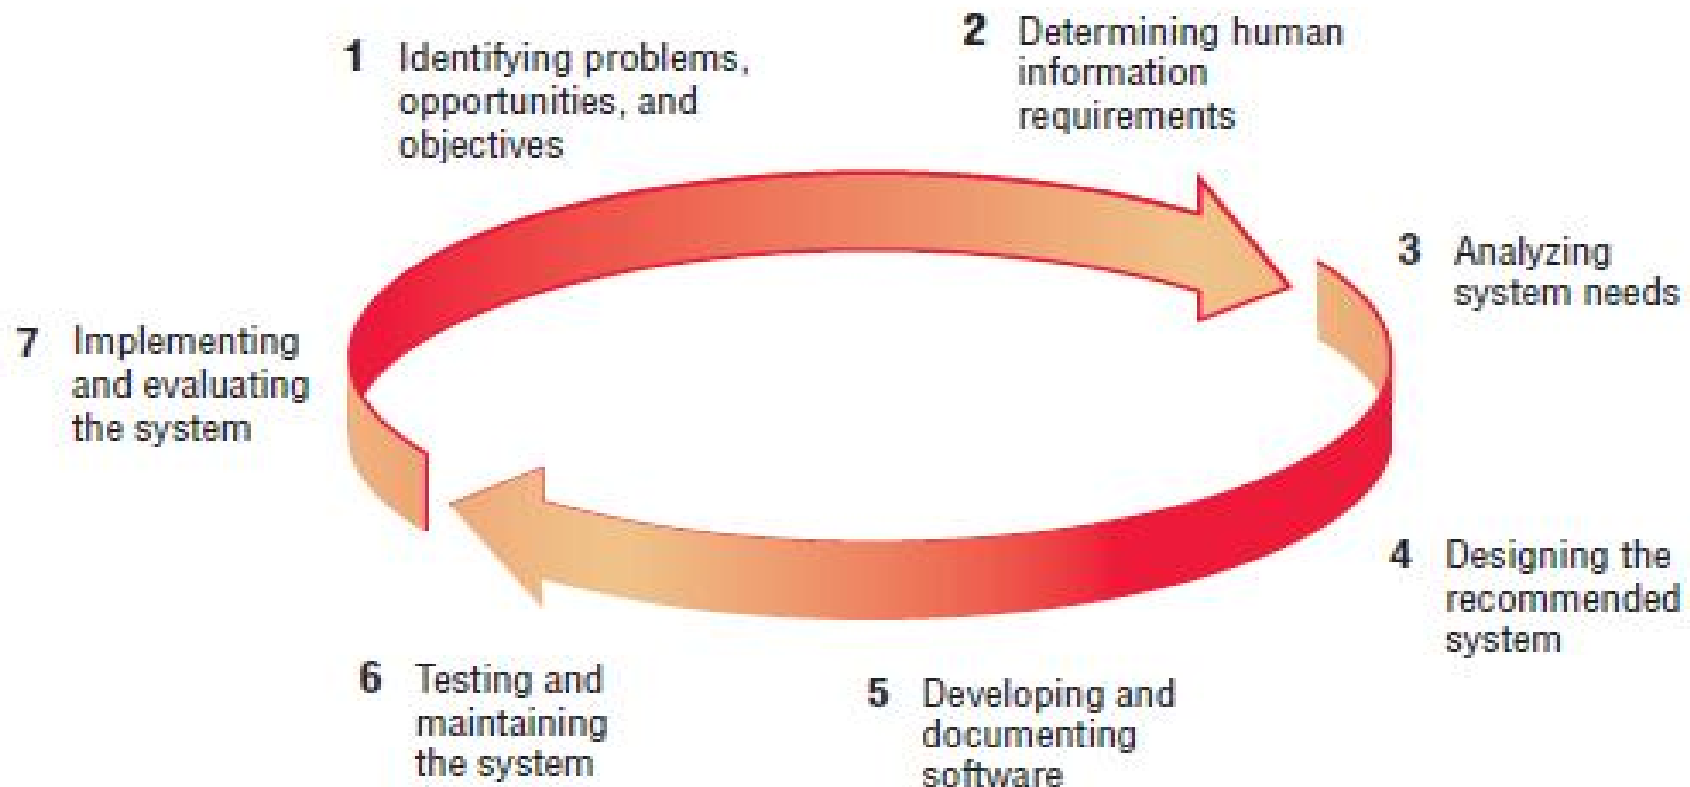 1 Identifying problems,
opportunities, and
objectives
2 Determining human
information
requirements
3 Analyzing
system needs
4 Designing the
recommended
system
5 Developing and
documenting
software
6 Testing and
maintaining
the system
7 Implementing
and evaluating
the system